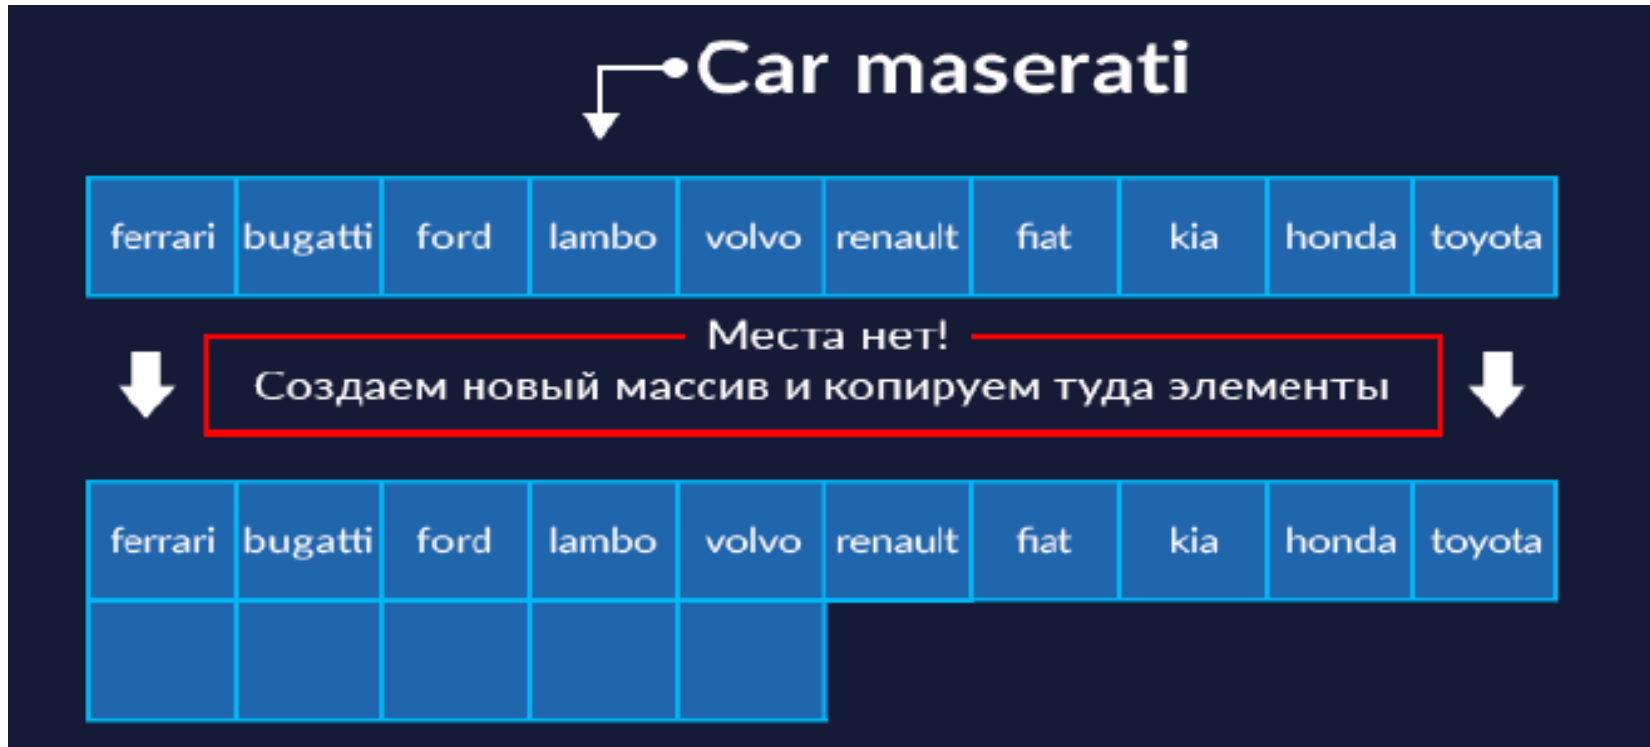 Car maserati
ferrari bugatti ford lambo volvo renault fiat kia honda toyota
Места нет!
Создаем новый массив и копируем туда элементы
ferrari bugatti ford lambo volvo renault fiat kia honda toyota